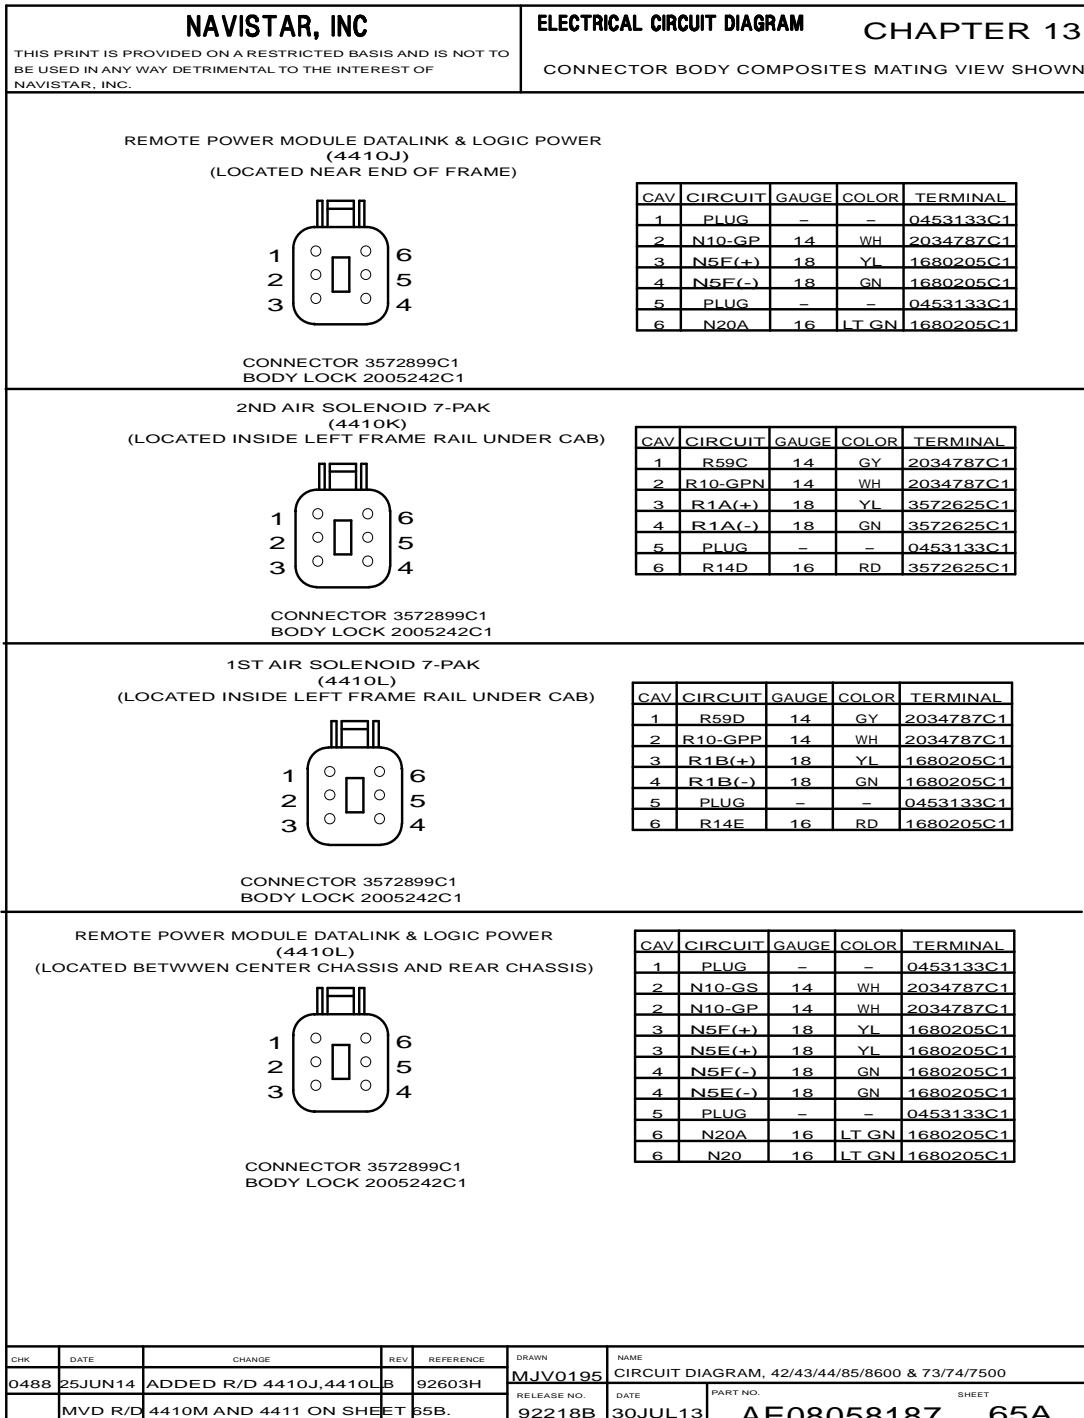 NAVISTAR, INC
THIS PRINT IS PROVIDED ON A RESTRICTED BASIS AND IS NOT TO
BE USED IN ANY WAY DETRIMENTAL TO THE INTEREST OF
NAVISTAR, INC.
ELECTRICAL CIRCUIT DIAGRAM CHAPTER 13
CONNECTOR BODY COMPOSITES MATING VIEW SHOWN
REMOTE POWER MODULE DATALINK & LOGIC POWER
(4410J)
(LOCATED NEAR END OF FRAME)
1 6
2 5
3 4
CONNECTOR 3572899C1
BODY LOCK 2005242C1
CAV CIRCUIT GAUGE COLOR TERMINAL
1 PLUG – – 0453133C1
2 N10-GP 14 WH 2034787C1
3 N5F(+) 18 YL 1680205C1
4 N5F(-) 18 GN 1680205C1
5 PLUG – – 0453133C1
6 N20A 16 LT GN 1680205C1
2ND AIR SOLENOID 7-PAK
(4410K)
(LOCATED INSIDE LEFT FRAME RAIL UNDER CAB)
1 6
2 5
3 4
CONNECTOR 3572899C1
BODY LOCK 2005242C1
CAV CIRCUIT GAUGE COLOR TERMINAL
1 R59C 14 GY 2034787C1
2 R10-GPN 14 WH 2034787C1
3 R1A(+) 18 YL 3572625C1
4 R1A(-) 18 GN 3572625C1
5 PLUG – – 0453133C1
6 R14D 16 RD 3572625C1
1ST AIR SOLENOID 7-PAK
(4410L)
(LOCATED INSIDE LEFT FRAME RAIL UNDER CAB)
1 6
2 5
3 4
CONNECTOR 3572899C1
BODY LOCK 2005242C1
CAV CIRCUIT GAUGE COLOR TERMINAL
1 R59D 14 GY 2034787C1
2 R10-GPP 14 WH 2034787C1
3 R1B(+) 18 YL 1680205C1
4 R1B(-) 18 GN 1680205C1
5 PLUG – – 0453133C1
6 R14E 16 RD 1680205C1
REMOTE POWER MODULE DATALINK & LOGIC POWER
(4410L)
(LOCATED BETWWEN CENTER CHASSIS AND REAR CHASSIS)
1 6
2 5
3 4
CONNECTOR 3572899C1
BODY LOCK 2005242C1
CAV CIRCUIT GAUGE COLOR TERMINAL
1 PLUG – – 0453133C1
2 N10-GS 14 WH 2034787C1
2 N10-GP 14 WH 2034787C1
3 N5F(+) 18 YL 1680205C1
3 N5E(+) 18 YL 1680205C1
4 N5F(-) 18 GN 1680205C1
4 N5E(-) 18 GN 1680205C1
5 PLUG – – 0453133C1
6 N20A 16 LT GN 1680205C1
6 N20 16 LT GN 1680205C1
CHK DATE CHANGE REV REFERENCE
0488 25JUN14 ADDED R/D 4410J,4410L B 92603H
MVD R/D 4410M AND 4411 ON SHEET 65B.
DRAWN NAME
MJV0195 CIRCUIT DIAGRAM, 42/43/44/85/8600 & 73/74/7500
RELEASE NO. DATE PART NO. SHEET
92218B 30JUL13 AE08058187 65A